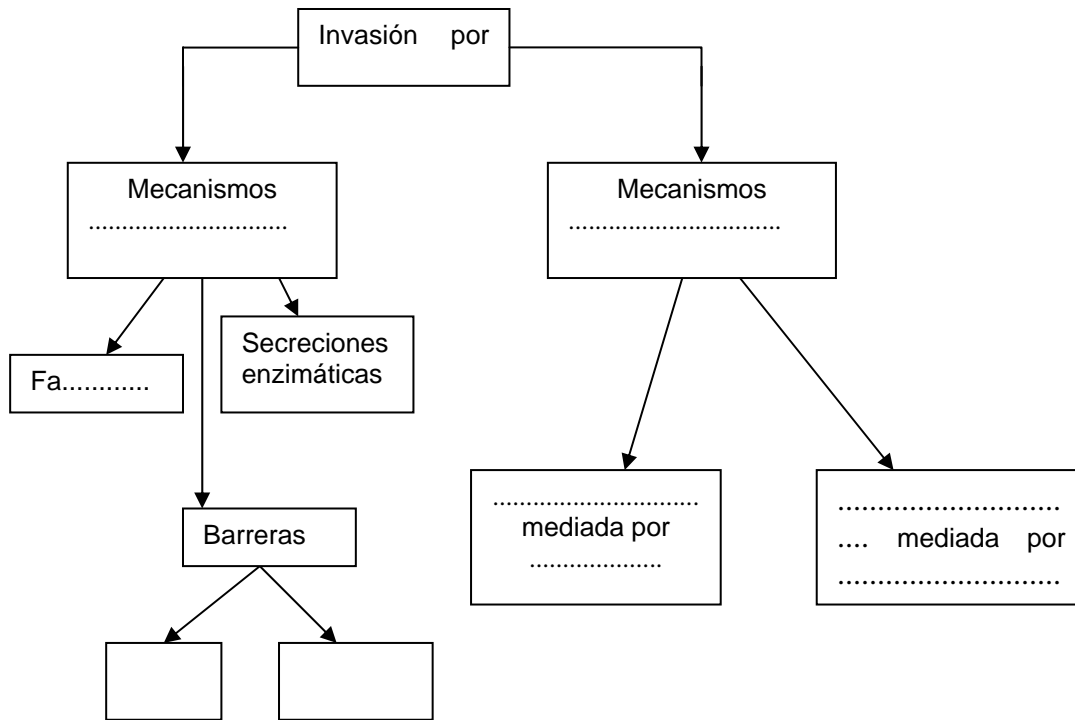 Invasión por
Mecanismos
..............................
Mecanismos
................................
Fa............
Secreciones
enzimáticas
Barreras
...............................
mediada por
....................
...........................
.... mediada por
...........................